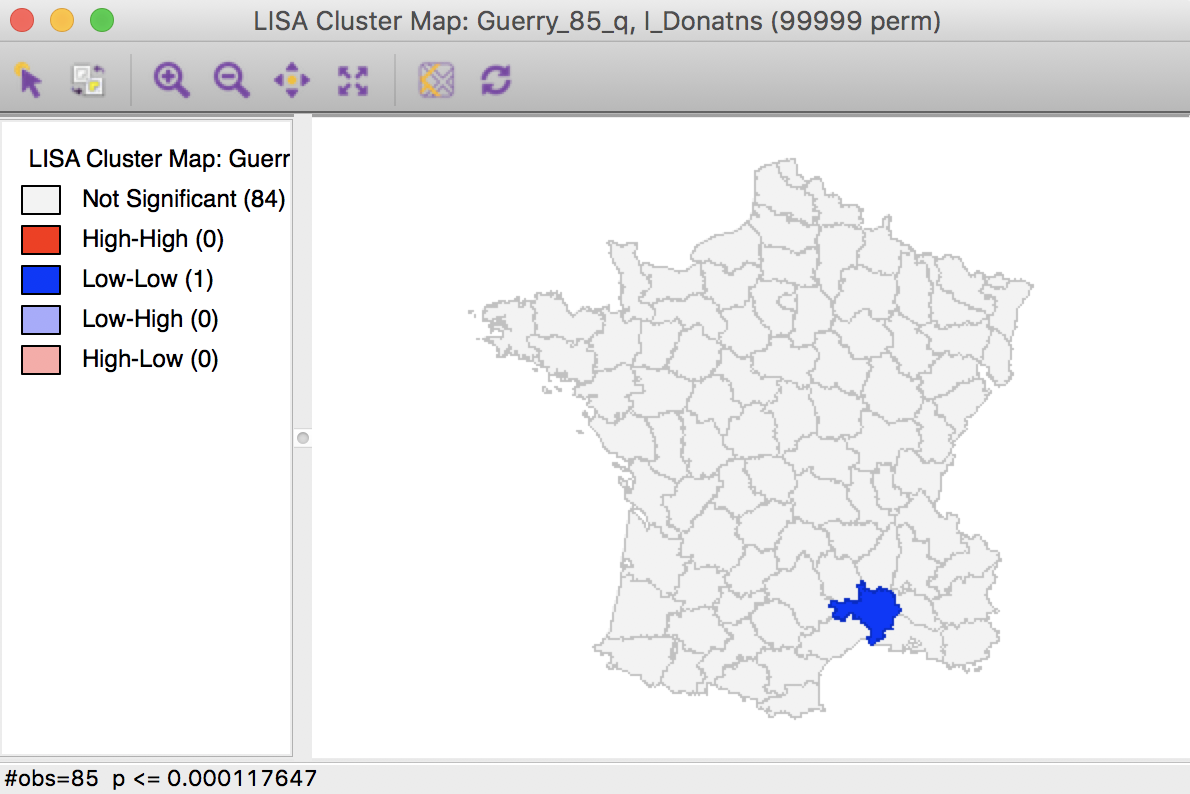 LISA Cluster Map: Guerry_85_q, I_Donatns (99999 perm)
LISA Cluster Map: Guerr
Not Significant (84)
High-High (0)
Low-Low (1)
Low-High (0)
High-Low (0)
#obs=85 p <= 0.000117647